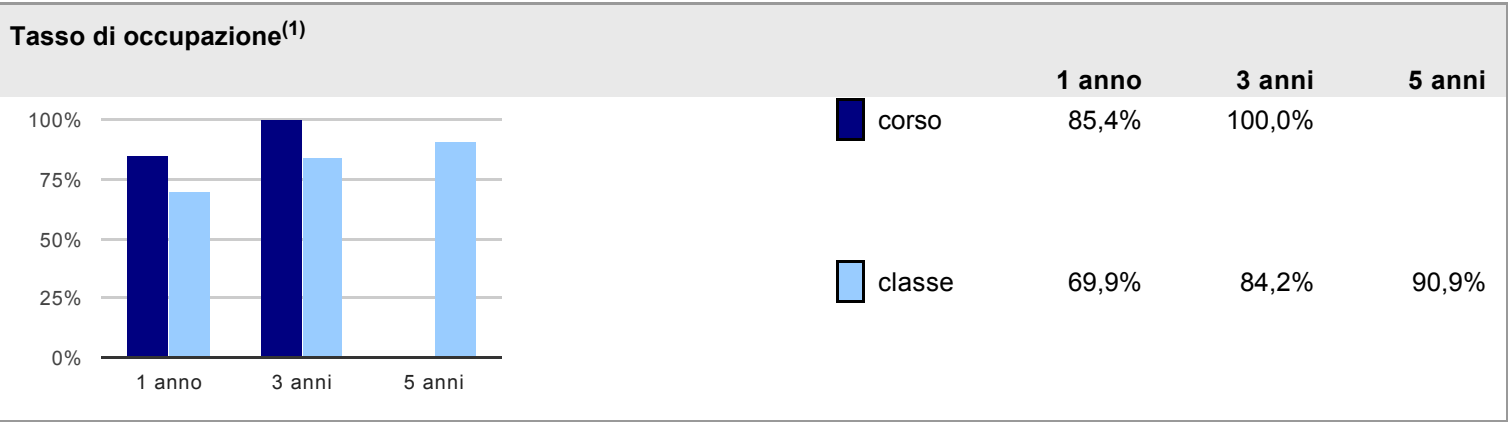 Tasso di occupazione(1)
1 anno 3 anni 5 anni
100%
75%
50%
25%
0%
1 anno 3 anni 5 anni
corso 85,4% 100,0%
classe 69,9% 84,2% 90,9%